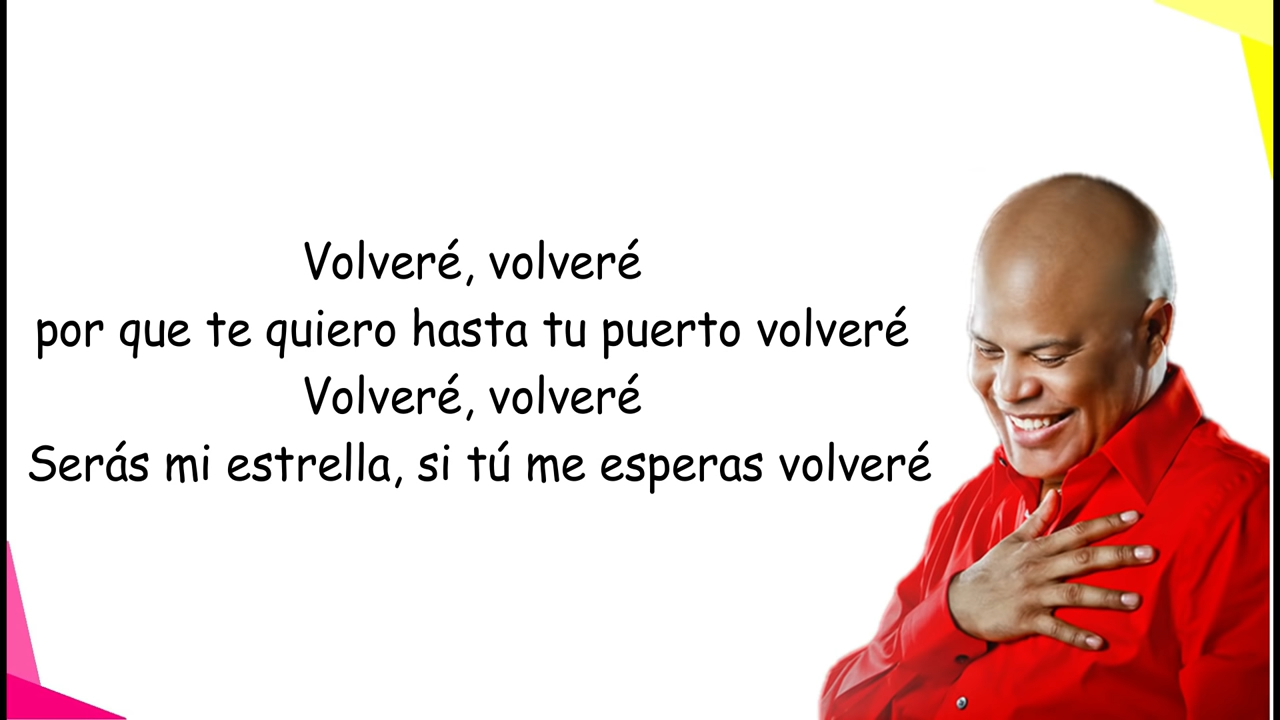 Volveré, volveré
por que te quiero hasta tu puerto volveré
Volveré, volveré
Serás mi estrella, si tú me esperas volveré